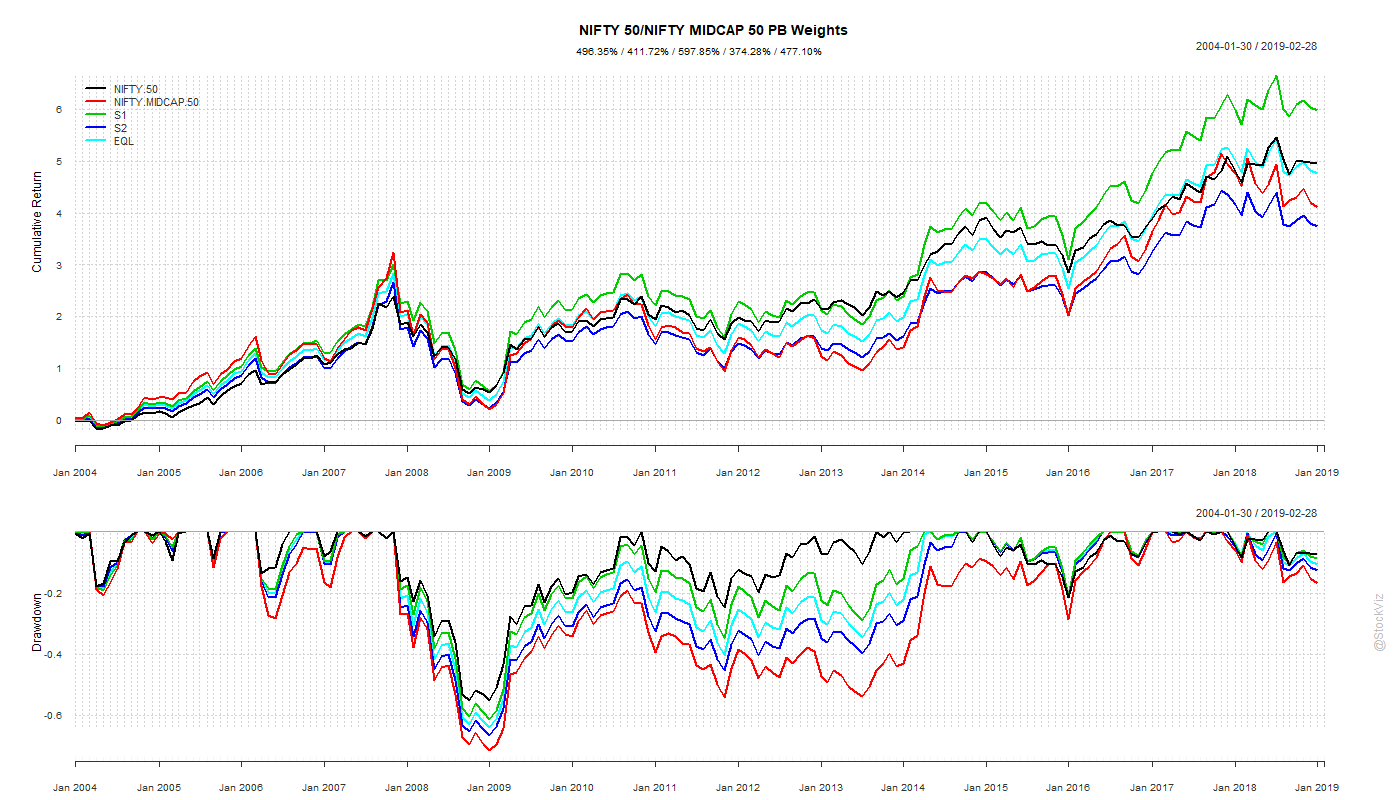 NIFTY 50/NIFTY MIDCAP 50 PB Weights
496.35% / 411.72% / 597.85% / 374.28% / 477.10%
2004-01-30 / 2019-02-28
NIFTY.50
NIFTY.MIDCAP.50
S1
S2
EQL
Cumulative Return
6
5
4
3
2
1
0
Jan 2004 Jan 2005 Jan 2006 Jan 2007 Jan 2008 Jan 2009 Jan 2010 Jan 2011 Jan 2012 Jan 2013 Jan 2014 Jan 2015 Jan 2016 Jan 2017 Jan 2018 Jan 2019
2004-01-30 / 2019-02-28
Drawdown
-0.2
-0.4
-0.6
Jan 2004 Jan 2005 Jan 2006 Jan 2007 Jan 2008 Jan 2009 Jan 2010 Jan 2011 Jan 2012 Jan 2013 Jan 2014 Jan 2015 Jan 2016 Jan 2017 Jan 2018 Jan 2019
@StockViz